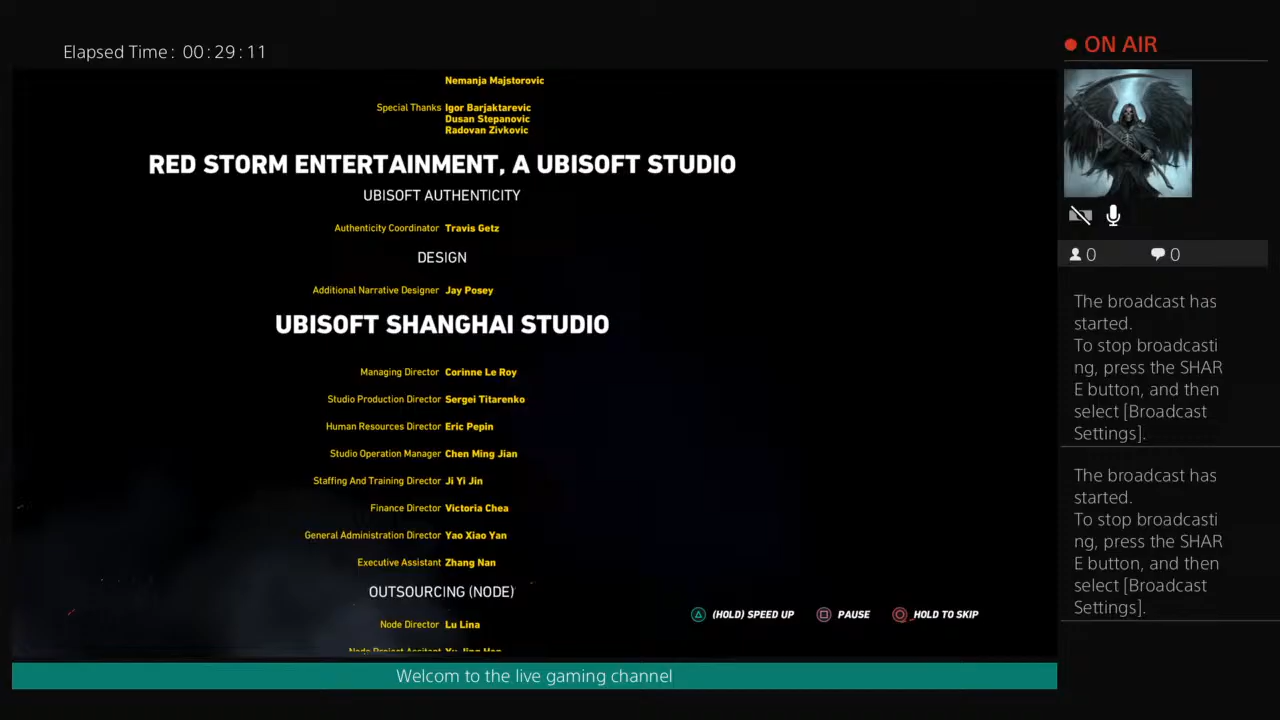 Elapsed Time: 00:29:11
ON AIR
Nemanja Majstorovic
Special Thanks Igor Barjaktarevic
Dusan Stepanovic
Radovan Zivkovic
RED STORM ENTERTAINMENT, A UBISOFT STUDIO
UBISOFT AUTHENTICITY
Authenticity Coordinator Travis Getz
DESIGN
Additional Narrative Designer Jay Posey
UBISOFT SHANGHAI STUDIO
Managing Director Corinne Le Roy
Studio Production Director Sergei Titarenko
Human Resources Director Eric Pepin
Studio Operation Manager Chen Ming Jian
Staffing And Training Director Ji Yi Jin
Finance Director Victoria Chea
General Administration Director Yao Xiao Yan
Executive Assistant Zhang Nan
OUTSOURCING (NODE)
Node Director Lu Lina
(HOLD) SPEED UP
PAUSE
HOLD TO SKIP
Welcom to the live gaming channel
0
0
The broadcast has
started.
To stop broadcasti
ng, press the SHAR
E button, and then
select [Broadcast
Settings].
The broadcast has
started.
To stop broadcasti
ng, press the SHAR
E button, and then
select [Broadcast
Settings].